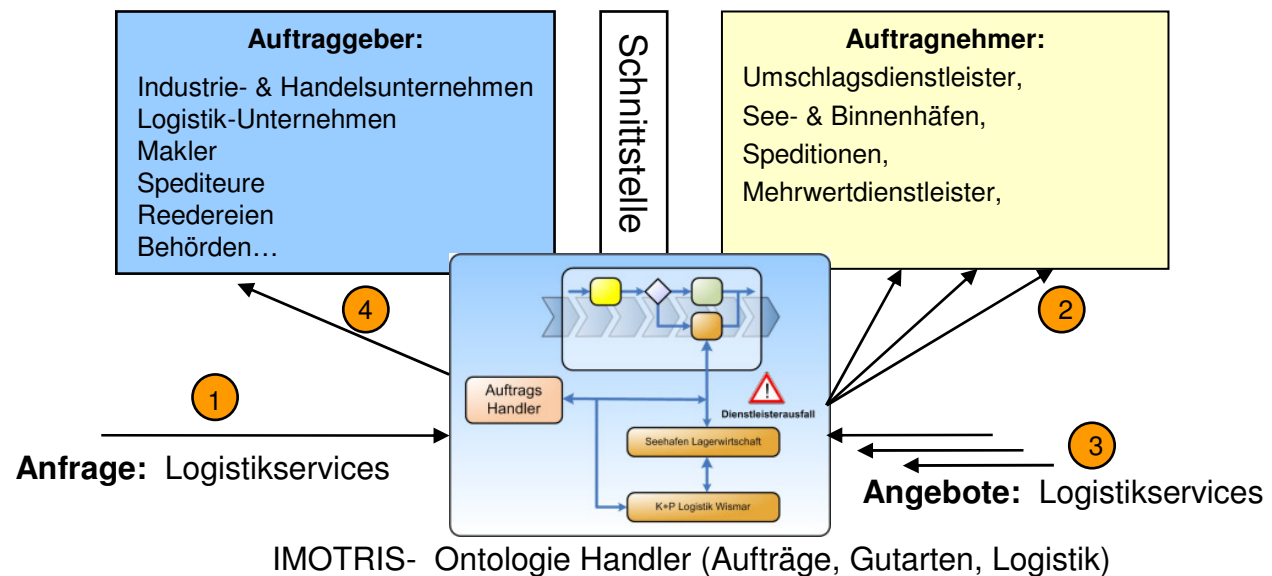 Auftraggeber:
Industrie- & Handelsunternehmen
Logistik-Unternehmen
Makler
Spediteure
Reedereien
Behörden…
Schnittstelle
Auftragnehmer:
Umschlagsdienstleister,
See- & Binnenhäfen,
Speditionen,
Mehrwertdienstleister,
4
2
1
Auftrags
Handler
!
Dienstleisterausfall
Seehafen Lagerwirtschaft
K+P Logistik Wismar
3
Anfrage: Logistikservices
Angebote: Logistikservices
IMOTRIS- Ontologie Handler (Aufträge, Gutarten, Logistik)